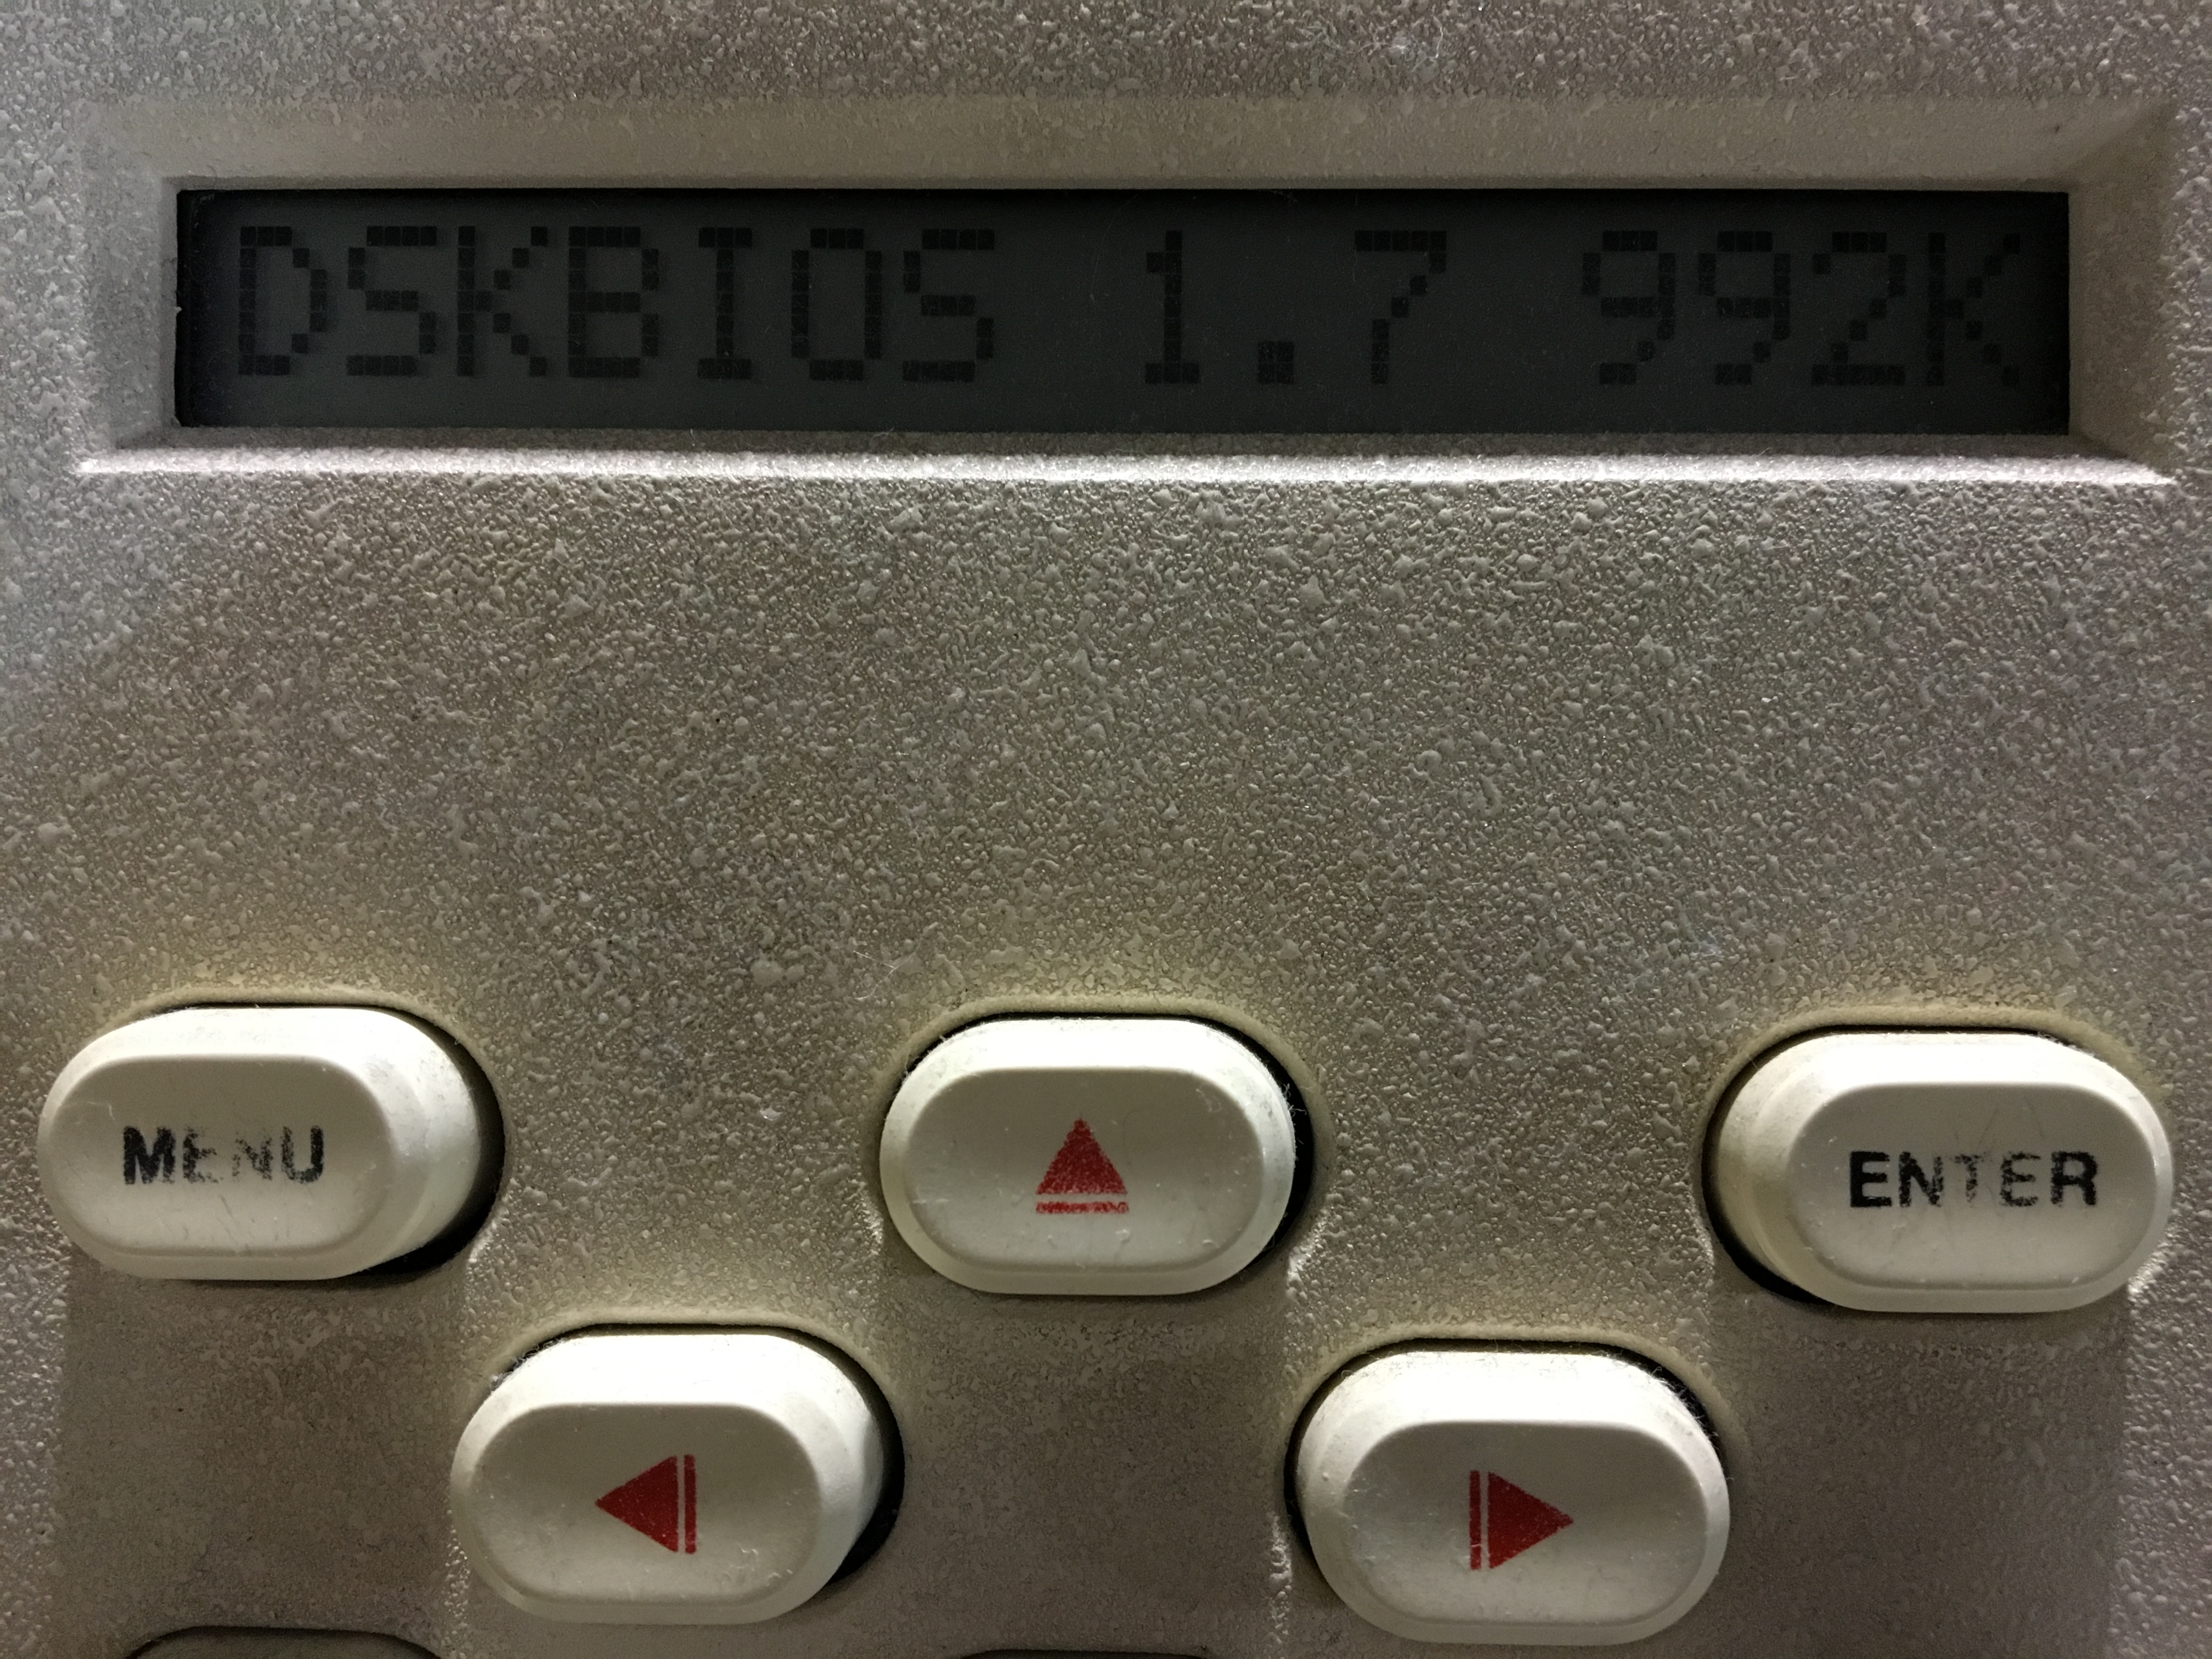 DSKBIOS 1.7 992K
MENU
ENTER